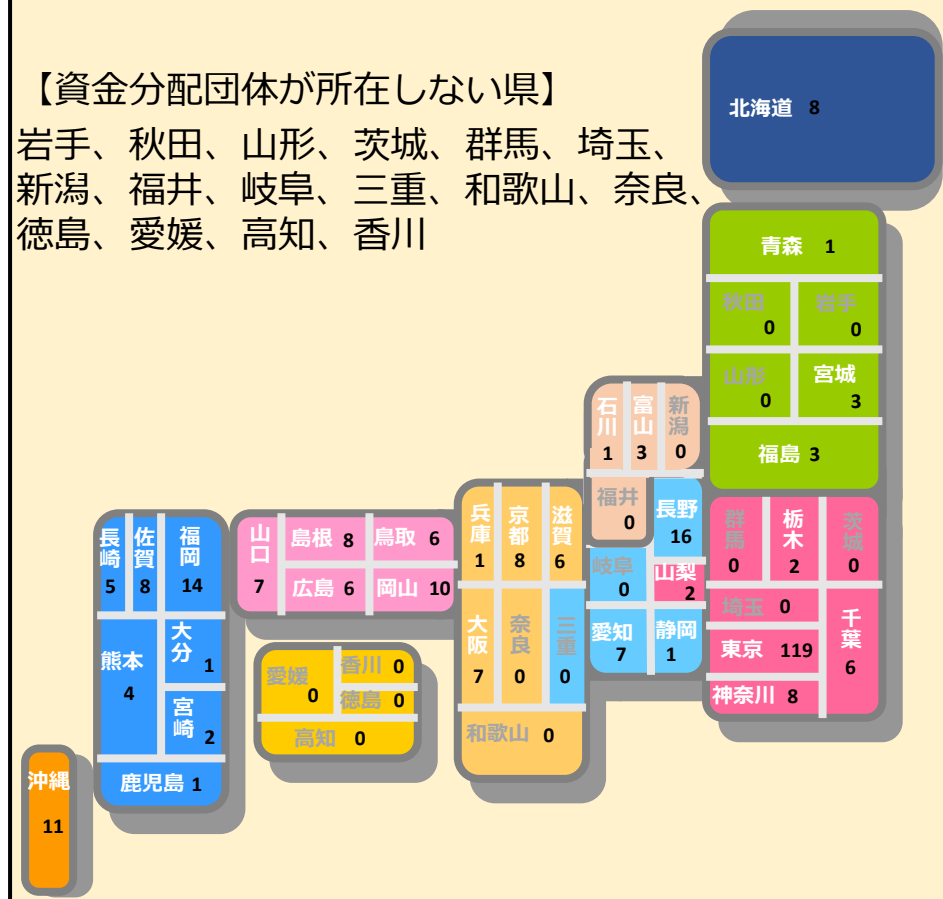 【資金分配団体が所在しない県】
岩手、秋田、山形、茨城、群馬、埼玉、
新潟、福井、岐阜、三重、和歌山、奈良、
徳島、愛媛、高知、香川
北海道 8
青森 1
秋田 0
岩手 0
山形 0
宮城 3
福島 3
石川 1
富山 3
新潟 0
福井 0
長野 16
岐阜 0
山梨 2
愛知 7
静岡 1
群馬 0
栃木 2
茨城 0
埼玉 0
千葉 6
東京 119
神奈川 8
兵庫 1
京都 8
滋賀 6
大阪 7
奈良 0
三重 0
和歌山 0
山口 7
島根 8
鳥取 6
広島 6
岡山 10
愛媛 0
香川 0
徳島 0
高知 0
長崎 5
佐賀 8
福岡 14
熊本 4
大分 1
宮崎 2
鹿児島 1
沖縄 11